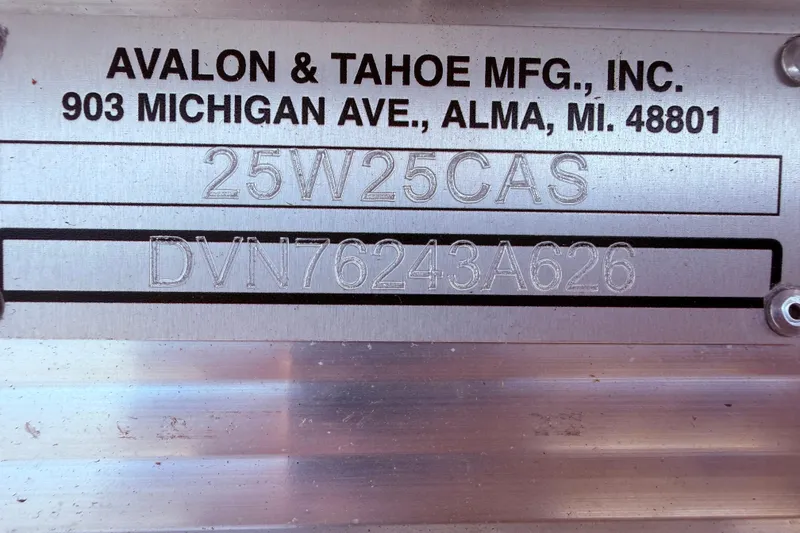 AVALON & TAHOE MFG., INC.
903 MICHIGAN AVE., ALMA, MI. 48801
25W25CAS
DVN76243A626